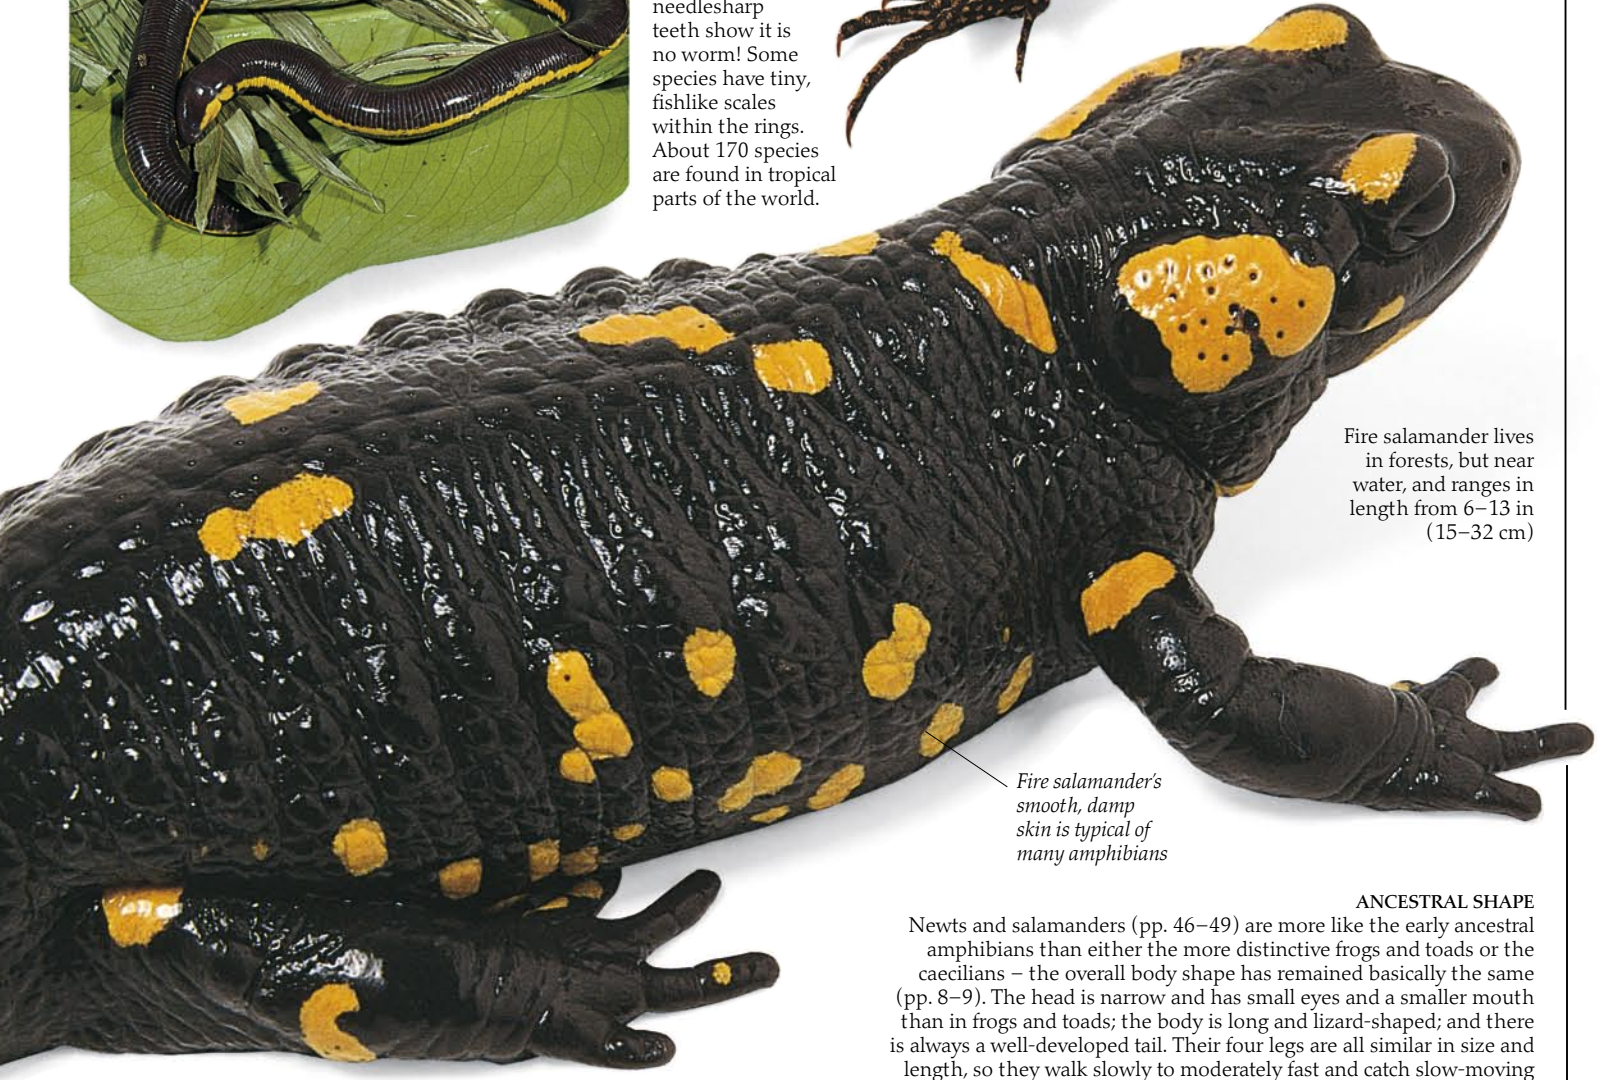 needlesharp
teeth show it is
no worm! Some
species have tiny,
fishlike scales
within the rings.
About 170 species
are found in tropical
parts of the world.
Fire salamander lives
in forests, but near
water, and ranges in
length from 6–13 in
(15–32 cm)
Fire salamander's
smooth, damp
skin is typical of
many amphibians
ANCESTRAL SHAPE
Newts and salamanders (pp. 46–49) are more like the early ancestral
amphibians than either the more distinctive frogs and toads or the
caecilians – the overall body shape has remained basically the same
(pp. 8–9). The head is narrow and has small eyes and a smaller mouth
than in frogs and toads; the body is long and lizard-shaped; and there
is always a well-developed tail. Their four legs are all similar in size and
length, so they walk slowly to moderately fast and catch slow-moving